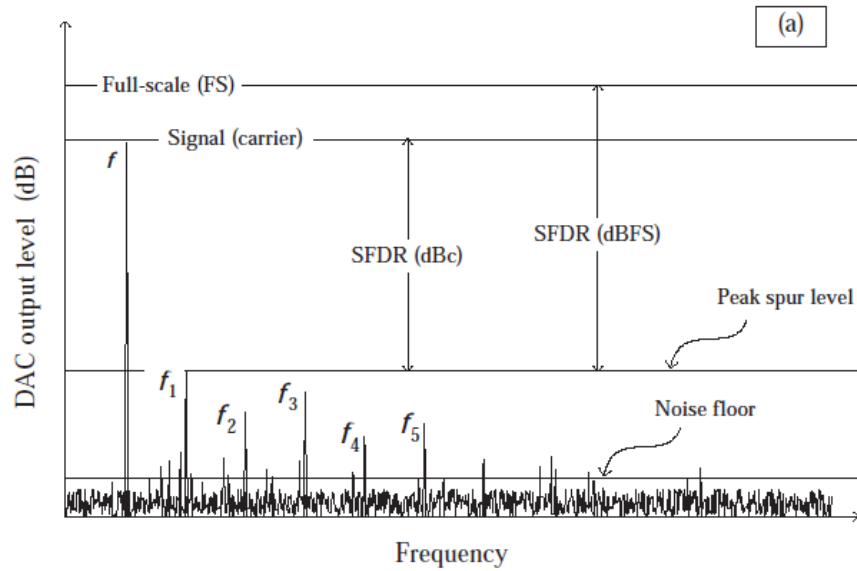 (a)
Full-scale (FS)
Signal (carrier)
f
SFDR (dBc)
SFDR (dBFS)
Peak spur level
f1
f2
f3
f4
f5
Noise floor
DAC output level (dB)
Frequency